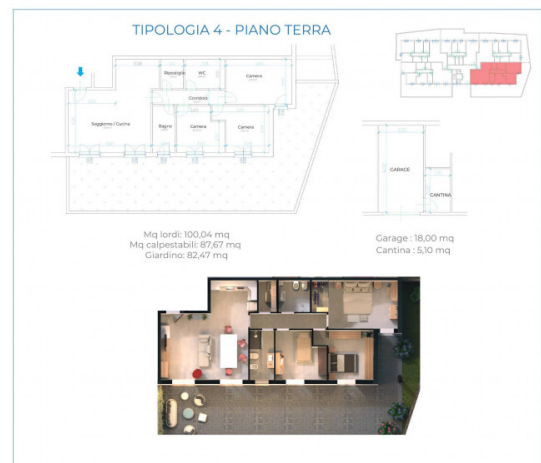 TIPOLOGIA 4 - PIANO TERRA
Ripostiglio
WC
Camera
Corridoio
Soggiorno / Cucina
Bagno
Camera
Camera
GARAGE
CANTINA
Mq lordi: 100,04 mq
Mq calpestabili: 87,67 mq
Giardino: 82,47 mq
Garage : 18,00 mq
Cantina : 5,10 mq